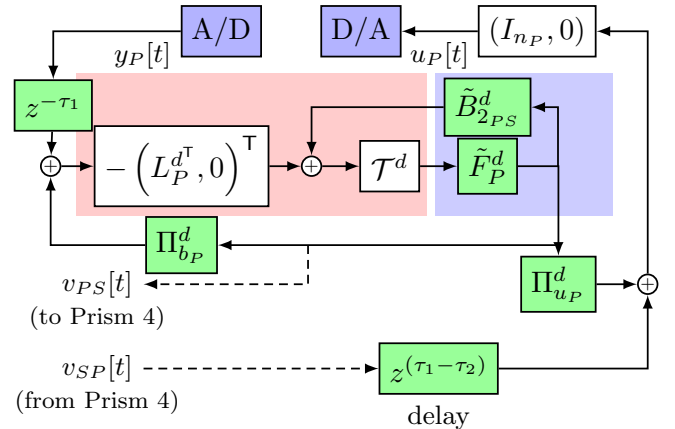 A/D
D/A
(I_{n_P}, 0)
y_P[t]
u_P[t]
z^{-τ_1}
B̃^d_{2_{PS}}
+
− (L_P^{d^⊤}, 0)^⊤
+
𝒯^d
F̃^d_P
Π^d_{b_P}
Π^d_{u_P}
+
v_{PS}[t]
(to Prism 4)
v_{SP}[t]
(from Prism 4)
z^{(τ_1−τ_2)}
delay